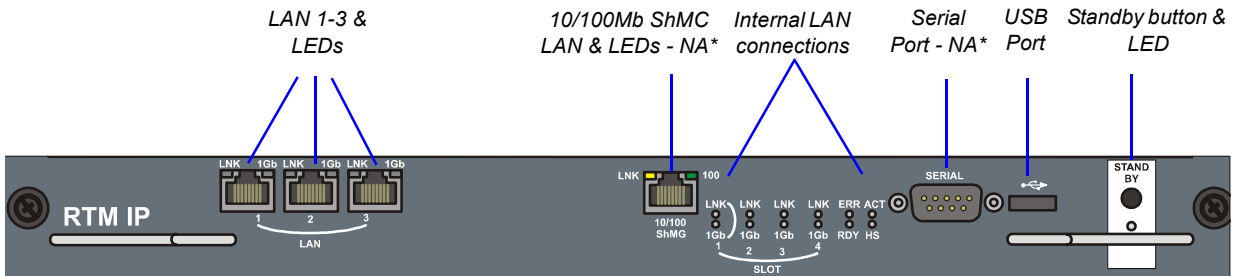 LAN 1-3 &
LEDs
10/100Mb ShMC
LAN & LEDs - NA*
Internal LAN
connections
Serial
Port - NA*
USB
Port
Standby button &
LED
LNK 1Gb LNK 1Gb LNK 1Gb
LNK 100
SERIAL
STAND
BY
RTM IP
1 2 3
LAN
10/100
ShMG
LNK LNK LNK LNK ERR ACT
1Gb 1Gb 1Gb 1Gb RDY HS
1 2 3 4
SLOT